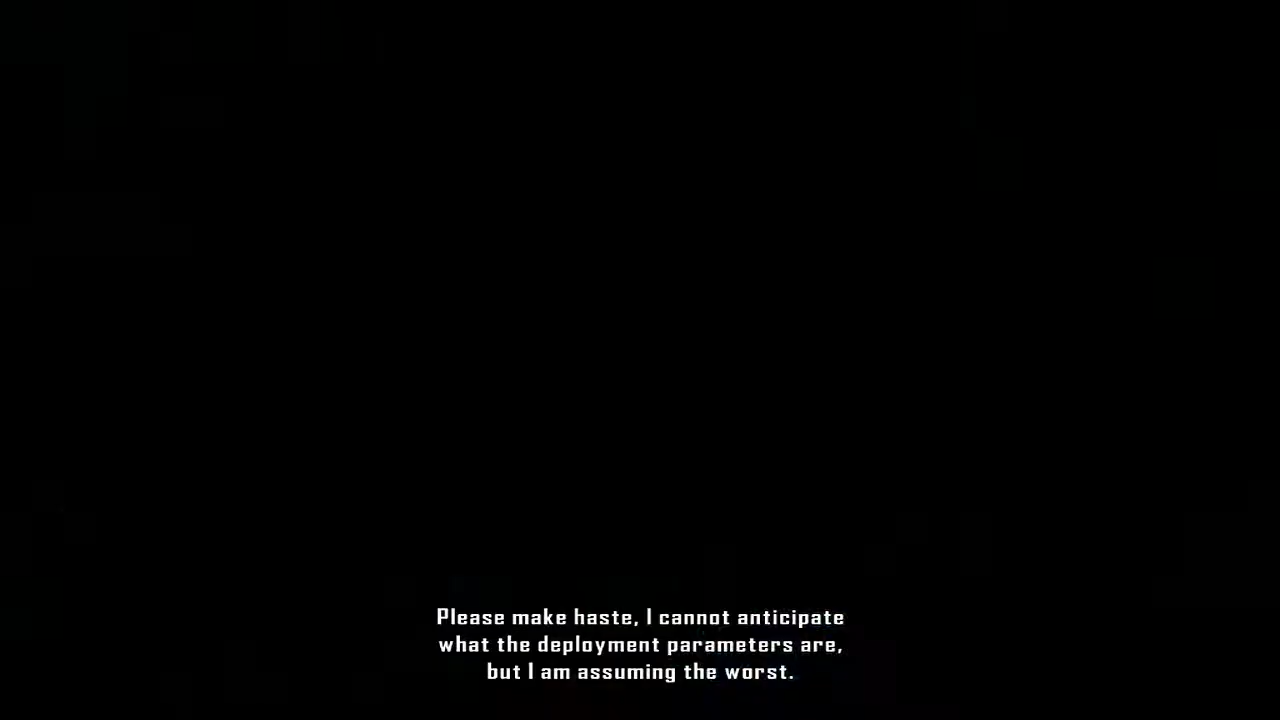 Please make haste, I cannot anticipate
what the deployment parameters are,
but I am assuming the worst.